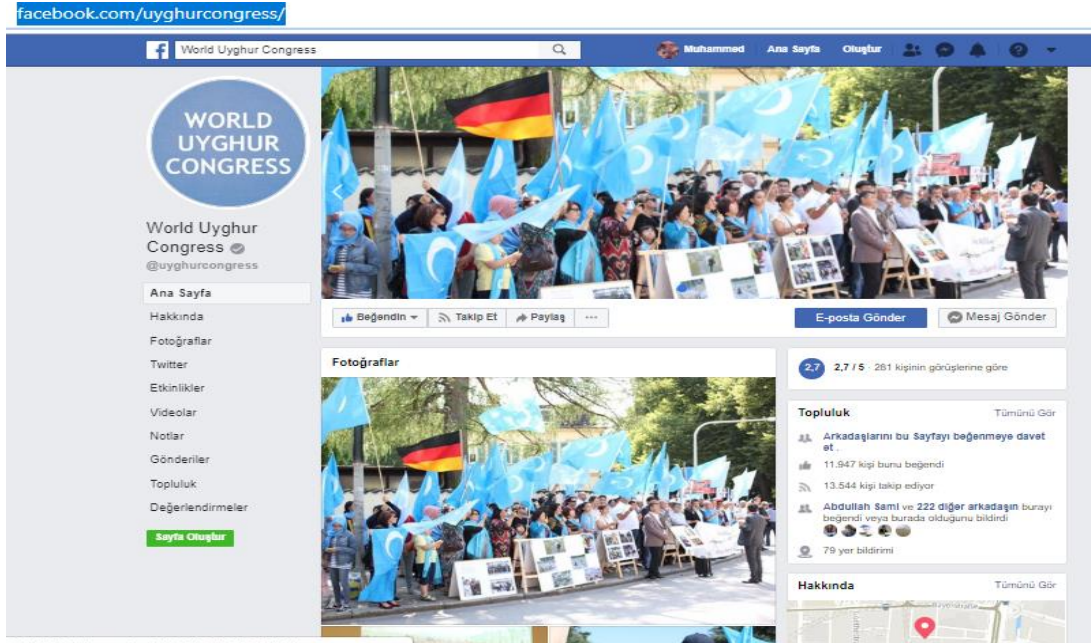 facebook.com/uyghurcongress/
World Uyghur Congress
Muhammed
Ana Sayfa
Oluştur
WORLD
UYGHUR
CONGRESS
World Uyghur
Congress
@uyghurcongress
Ana Sayfa
Hakkında
Fotoğraflar
Twitter
Etkinlikler
Videolar
Notlar
Gönderiler
Topluluk
Değerlendirmeler
Sayfa Oluştur
Beğendin
Takip Et
Paylaş
E-posta Gönder
Mesaj Gönder
Fotoğraflar
2,7
2,7 / 5 · 281 kişinin görüşlerine göre
Topluluk
Tümünü Gör
Arkadaşlarını bu Sayfayı beğenmeye davet
et
11.947 kişi bunu beğendi
13.544 kişi takip ediyor
Abdullah Sami ve 222 diğer arkadaşın burayı
beğendi veya burada olduğunu bildirdi
79 yer bildirimi
Hakkında
Tümünü Gör